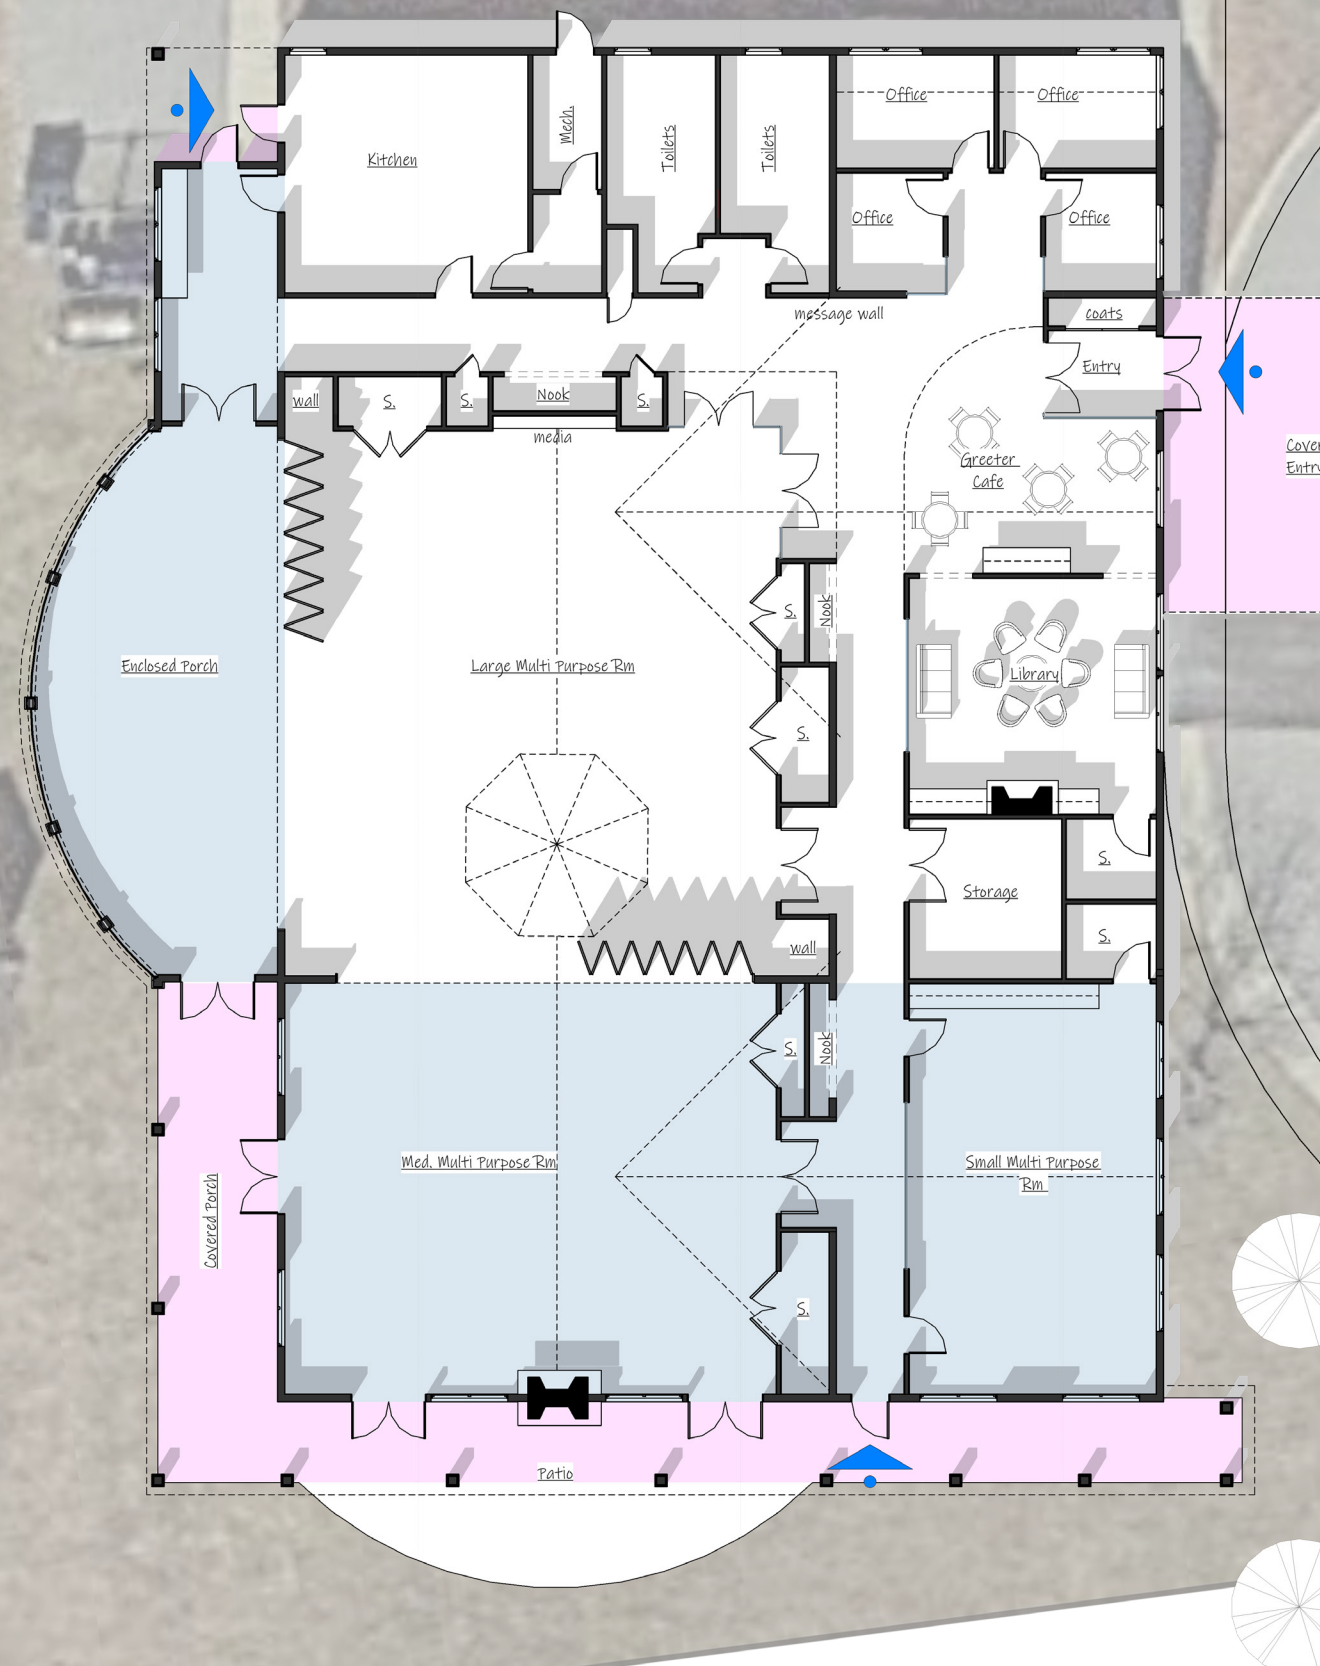 Office
Office
Mech.
Toilets
Toilets
Kitchen
Office
Office
message wall
coats
Entry
wall
S.
S.
Nook
S.
media
Greeter
Cafe
Cover
Entry
S.
Nook
Enclosed Porch
Large Multi Purpose Rm
Library
S.
S.
Storage
S.
wall
S.
Nook
Med. Multi Purpose Rm
Small Multi Purpose
Rm
Covered Porch
S.
Patio